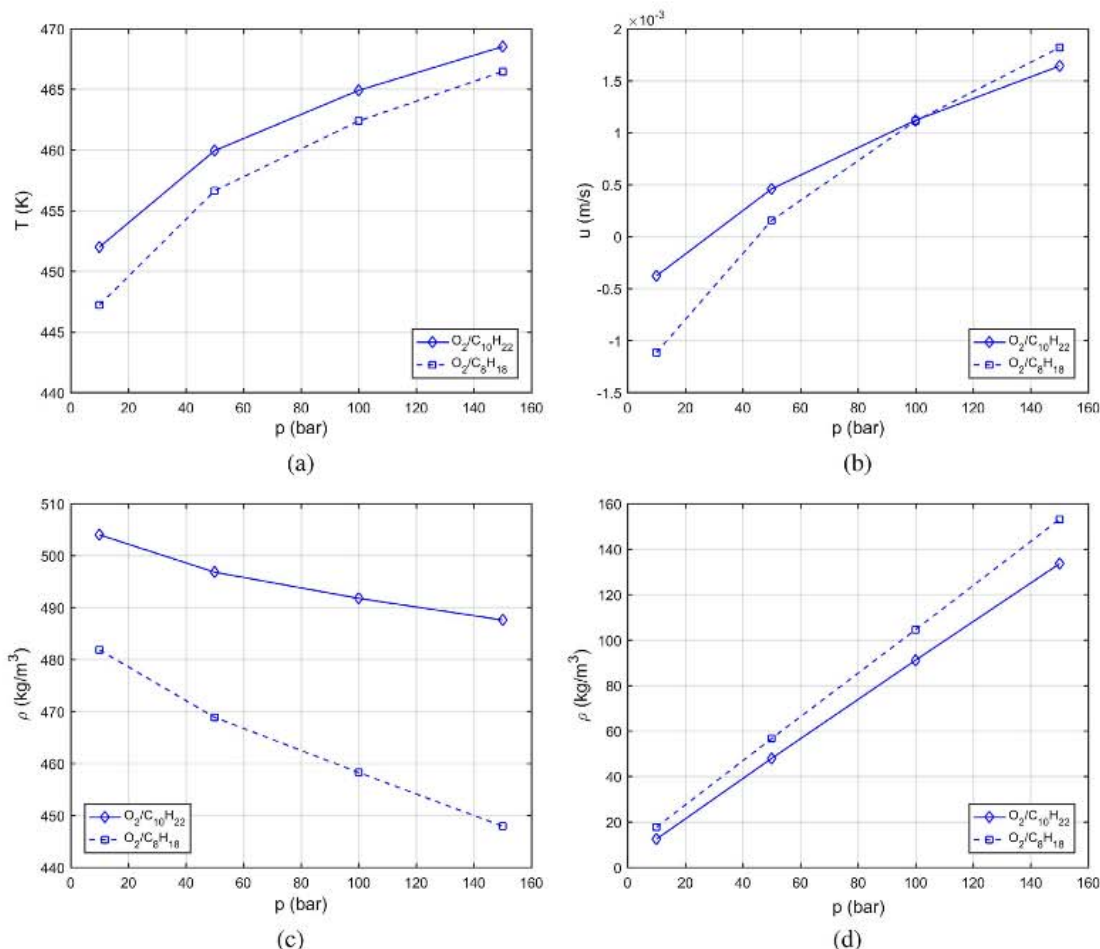 470
465
460
455
450
445
440
T (K)
0 20 40 60 80 100 120 140 160
p (bar)
O2/C10H22
O2/C8H18
(a)
×10-3
2
1.5
1
0.5
0
-0.5
-1
-1.5
u (m/s)
0 20 40 60 80 100 120 140 160
p (bar)
O2/C10H22
O2/C8H18
(b)
510
500
490
480
470
460
450
440
ρ (kg/m3)
0 20 40 60 80 100 120 140 160
p (bar)
O2/C10H22
O2/C8H18
(c)
160
140
120
100
80
60
40
20
0
ρ (kg/m3)
0 20 40 60 80 100 120 140 160
p (bar)
O2/C10H22
O2/C8H18
(d)